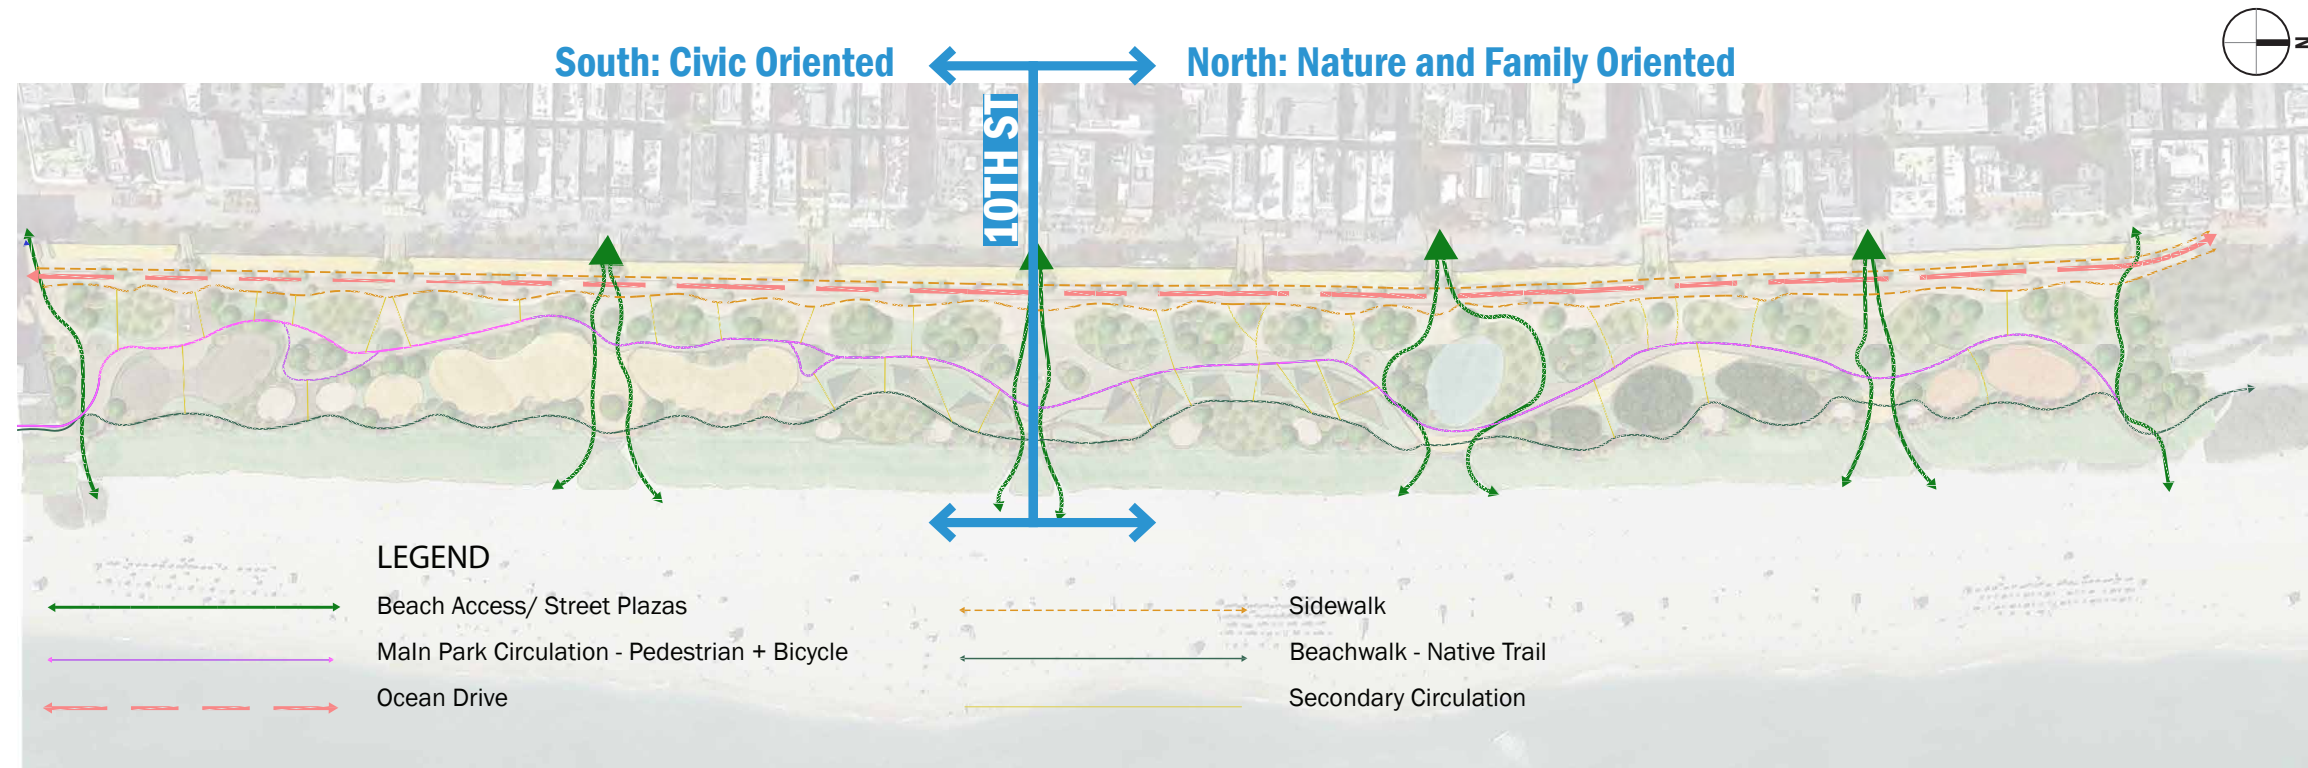 South: Civic Oriented
North: Nature and Family Oriented
N
10TH ST
LEGEND
Beach Access/ Street Plazas
MaIn Park Circulation - Pedestrian + Bicycle
Ocean Drive
Sidewalk
Beachwalk - Native Trail
Secondary Circulation